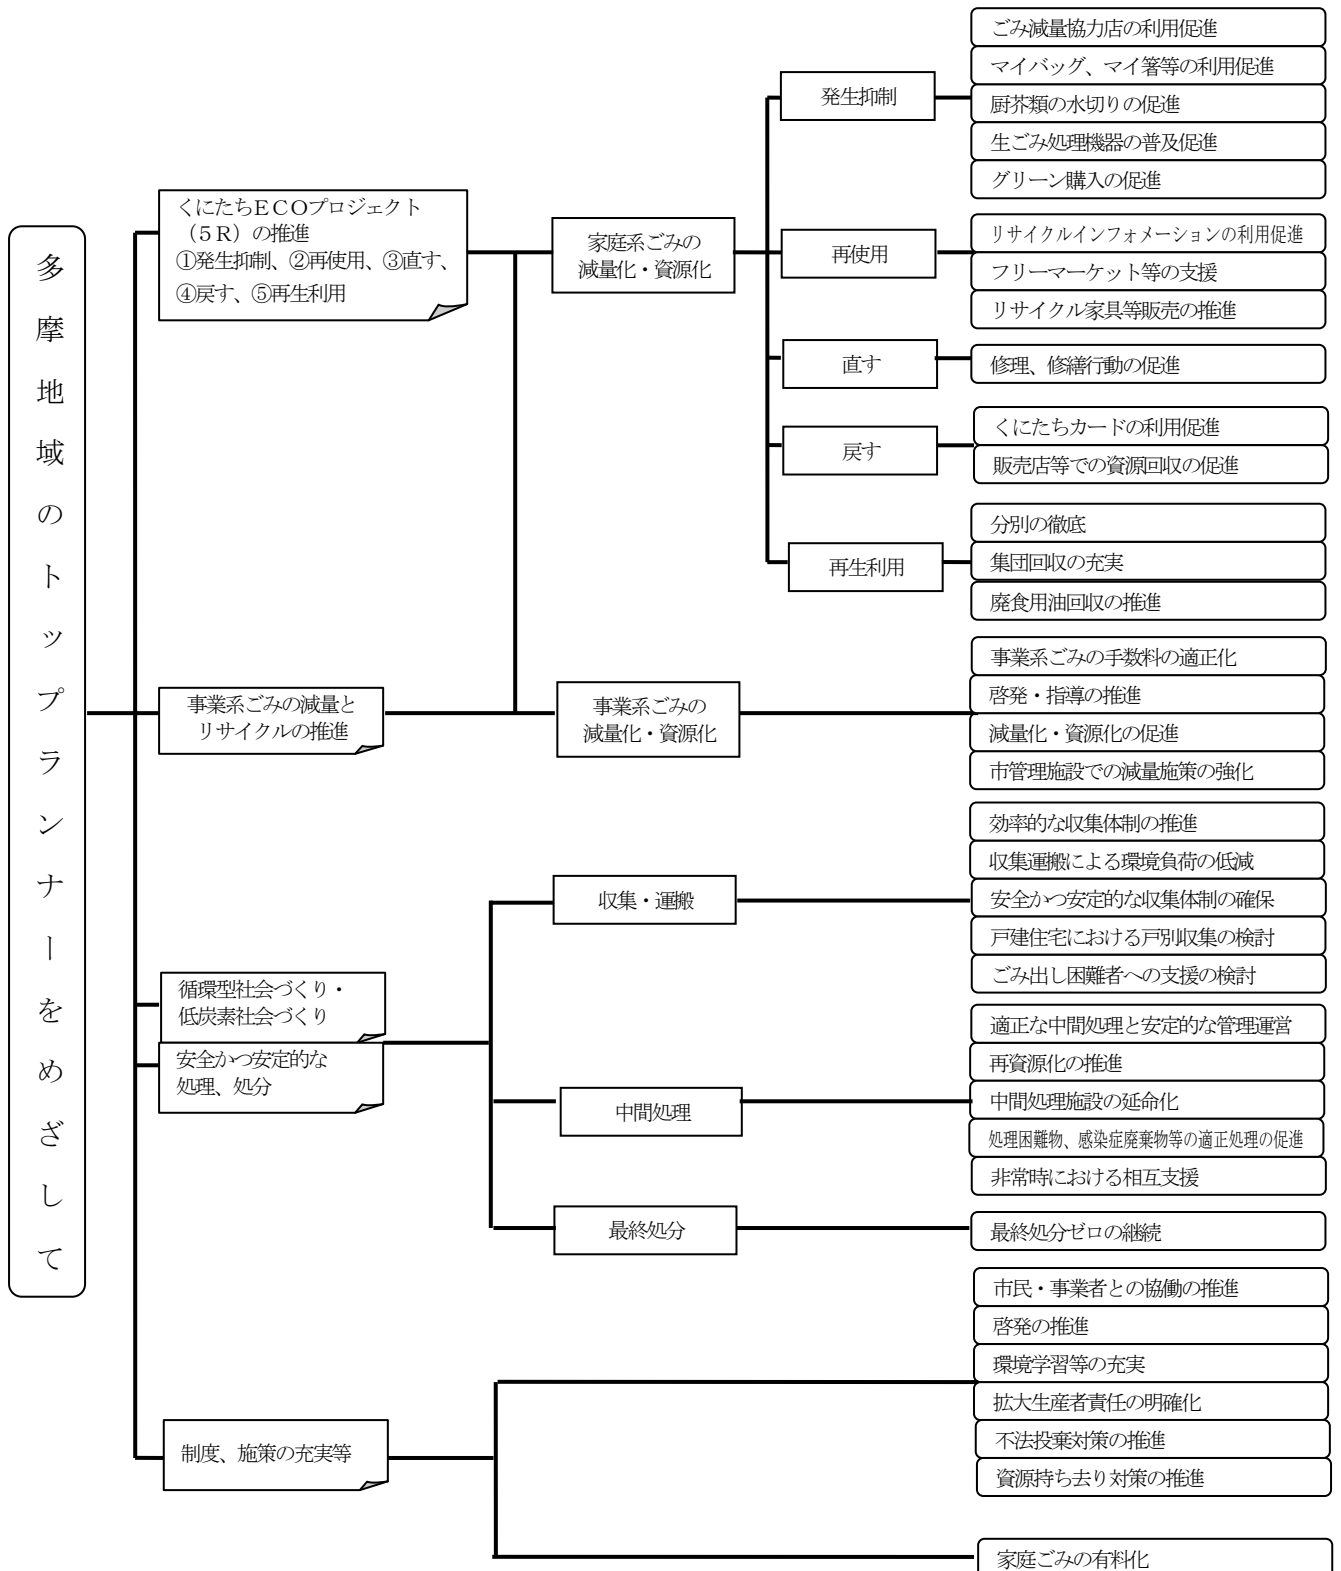 多摩地域のトップランナーをめざして
くにたちECOプロジェクト
(5R)の推進
①発生抑制、②再使用、③直す、
④戻す、⑤再生利用
家庭系ごみの
減量化・資源化
発生抑制
ごみ減量協力店の利用促進
マイバッグ、マイ箸等の利用促進
厨芥類の水切りの促進
生ごみ処理機器の普及促進
グリーン購入の促進
再使用
リサイクルインフォメーションの利用促進
フリーマーケット等の支援
リサイクル家具等販売の推進
直す
修理、修繕行動の促進
戻す
くにたちカードの利用促進
販売店等での資源回収の促進
再生利用
分別の徹底
集団回収の充実
廃食用油回収の推進
事業系ごみの減量と
リサイクルの推進
事業系ごみの
減量化・資源化
事業系ごみの手数料の適正化
啓発・指導の推進
減量化・資源化の促進
市管理施設での減量施策の強化
循環型社会づくり・
低炭素社会づくり
安全かつ安定的な
処理、処分
収集・運搬
効率的な収集体制の推進
収集運搬による環境負荷の低減
安全かつ安定的な収集体制の確保
戸建住宅における戸別収集の検討
ごみ出し困難者への支援の検討
中間処理
適正な中間処理と安定的な管理運営
再資源化の推進
中間処理施設の延命化
処理困難物、感染症廃棄物等の適正処理の促進
非常時における相互支援
最終処分
最終処分ゼロの継続
制度、施策の充実等
市民・事業者との協働の推進
啓発の推進
環境学習等の充実
拡大生産者責任の明確化
不法投棄対策の推進
資源持ち去り対策の推進
家庭ごみの有料化